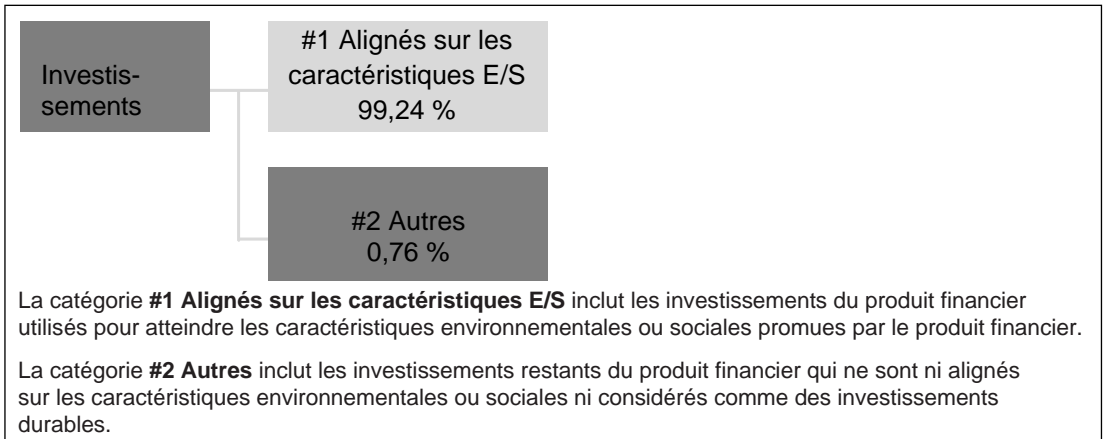 Investis-
sements
#1 Alignés sur les
caractéristiques E/S
99,24 %
#2 Autres
0,76 %
La catégorie #1 Alignés sur les caractéristiques E/S inclut les investissements du produit financier
utilisés pour atteindre les caractéristiques environnementales ou sociales promues par le produit financier.
La catégorie #2 Autres inclut les investissements restants du produit financier qui ne sont ni alignés
sur les caractéristiques environnementales ou sociales ni considérés comme des investissements
durables.